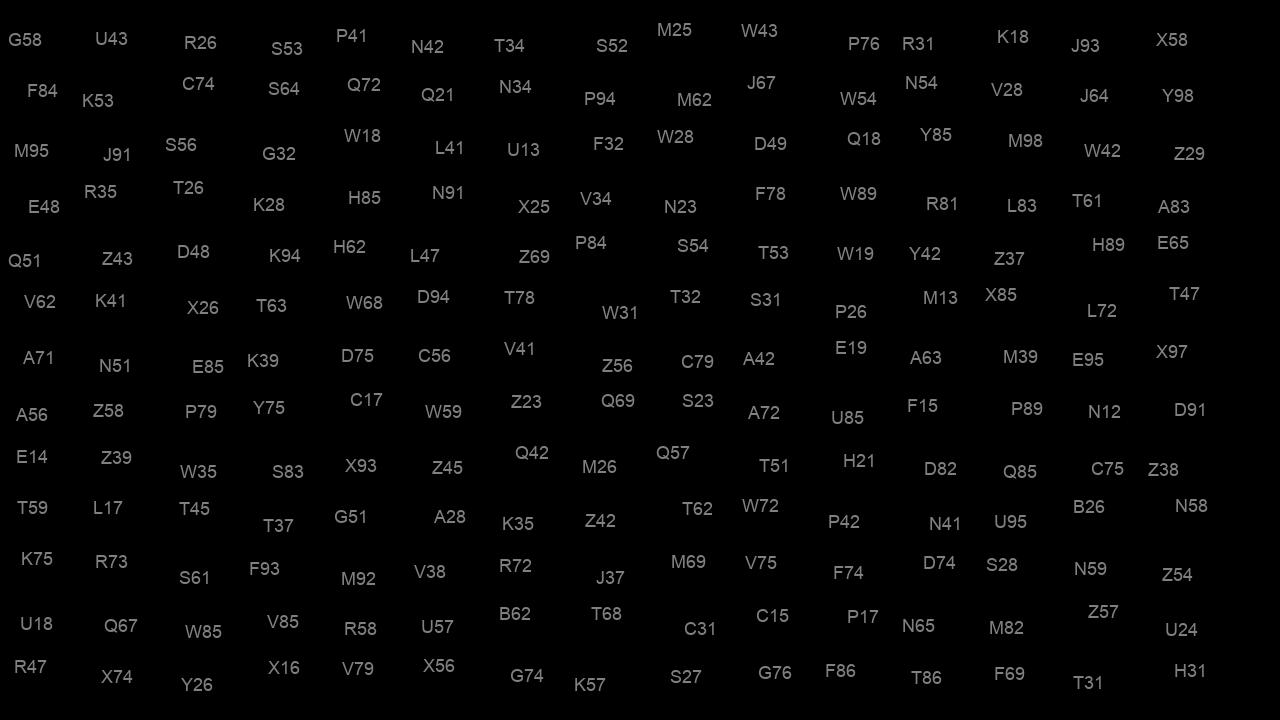 G58 U43 R26 S53 P41 N42 T34 S52 M25 W43 P76 R31 K18 J93 X58
F84 K53 C74 S64 Q72 Q21 N34 P94 M62 J67 W54 N54 V28 J64 Y98
M95 J91 S56 G32 W18 L41 U13 F32 W28 D49 Q18 Y85 M98 W42 Z29
E48 R35 T26 K28 H85 N91 X25 V34 N23 F78 W89 R81 L83 T61 A83
Q51 Z43 D48 K94 H62 L47 Z69 P84 S54 T53 W19 Y42 Z37 H89 E65
V62 K41 X26 T63 W68 D94 T78 W31 T32 S31 P26 M13 X85 L72 T47
A71 N51 E85 K39 D75 C56 V41 Z56 C79 A42 E19 A63 M39 E95 X97
A56 Z58 P79 Y75 C17 W59 Z23 Q69 S23 A72 U85 F15 P89 N12 D91
E14 Z39 W35 S83 X93 Z45 Q42 M26 Q57 T51 H21 D82 Q85 C75 Z38
T59 L17 T45 T37 G51 A28 K35 Z42 T62 W72 P42 N41 U95 B26 N58
K75 R73 S61 F93 M92 V38 R72 J37 M69 V75 F74 D74 S28 N59 Z54
U18 Q67 W85 V85 R58 U57 B62 T68 C31 C15 P17 N65 M82 Z57 U24
R47 X74 Y26 X16 V79 X56 G74 K57 S27 G76 F86 T86 F69 T31 H31